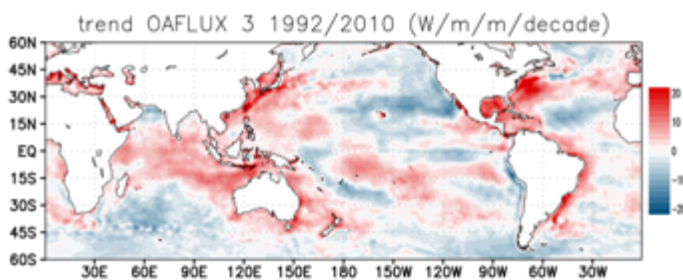 trend OAFLUX 3 1992/2010 (W/m/m/decade)
60N
45N
30N
15N
EQ
15S
30S
45S
60S
30E 60E 90E 120E 150E 180 150W 120W 90W 60W 30W
20
10
0
-10
-20